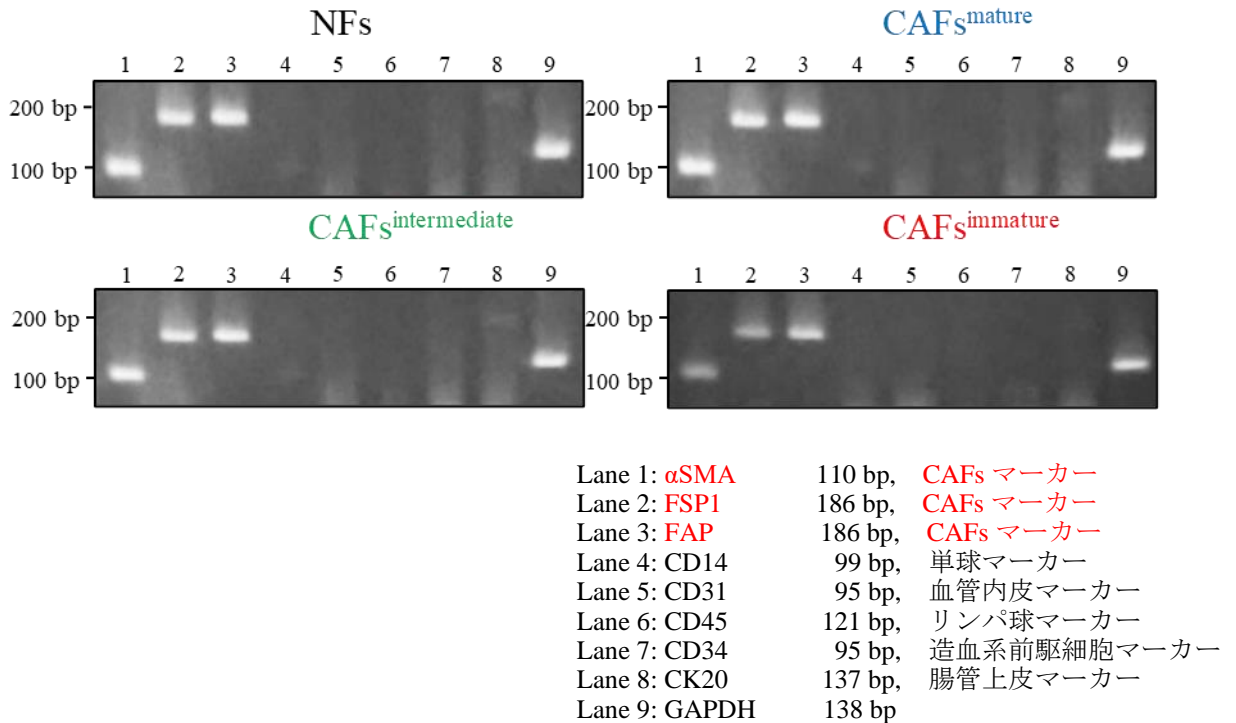 NFs
1 2 3 4 5 6 7 8 9
200 bp
100 bp
CAFsmature
1 2 3 4 5 6 7 8 9
200 bp
100 bp
CAFsintermediate
1 2 3 4 5 6 7 8 9
200 bp
100 bp
CAFsimmature
1 2 3 4 5 6 7 8 9
200 bp
100 bp
Lane 1: αSMA 110 bp, CAFs マーカー
Lane 2: FSP1 186 bp, CAFs マーカー
Lane 3: FAP 186 bp, CAFs マーカー
Lane 4: CD14 99 bp, 単球マーカー
Lane 5: CD31 95 bp, 血管内皮マーカー
Lane 6: CD45 121 bp, リンパ球マーカー
Lane 7: CD34 95 bp, 造血系前駆細胞マーカー
Lane 8: CK20 137 bp, 腸管上皮マーカー
Lane 9: GAPDH 138 bp